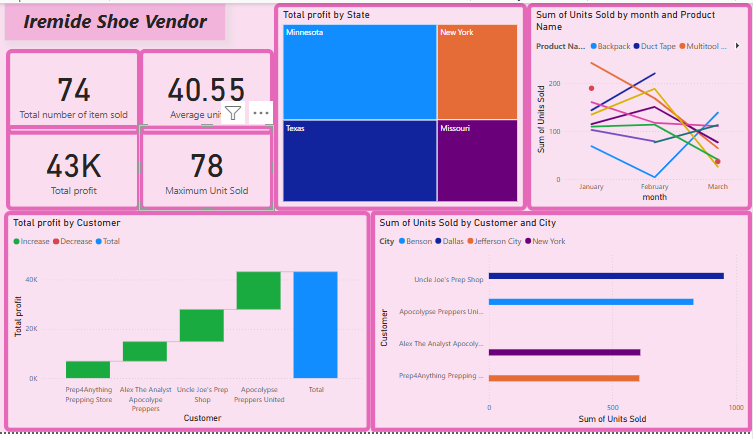 Iremide Shoe Vendor
74
Total number of item sold
40.55
Average unit
43K
Total profit
78
Maximum Unit Sold
Total profit by State
Minnesota
New York
Texas
Missouri
Sum of Units Sold by month and Product
Name
Product Na... Backpack Duct Tape Multitool ...
Sum of Units Sold
200
100
0
January February March
month
Total profit by Customer
Increase Decrease Total
Total profit
40K
20K
0K
Prep4Anything
Prepping Store
Alex The Analyst
Apocalype
Preppers
Uncle Joe's Prep
Shop
Apocolypse
Preppers United
Total
Customer
Sum of Units Sold by Customer and City
City Benson Dallas Jefferson City New York
Customer
Uncle Joe's Prep Shop
Apocolypse Preppers Uni...
Alex The Analyst Apocaly...
Prep4Anything Prepping ...
0 500 1000
Sum of Units Sold